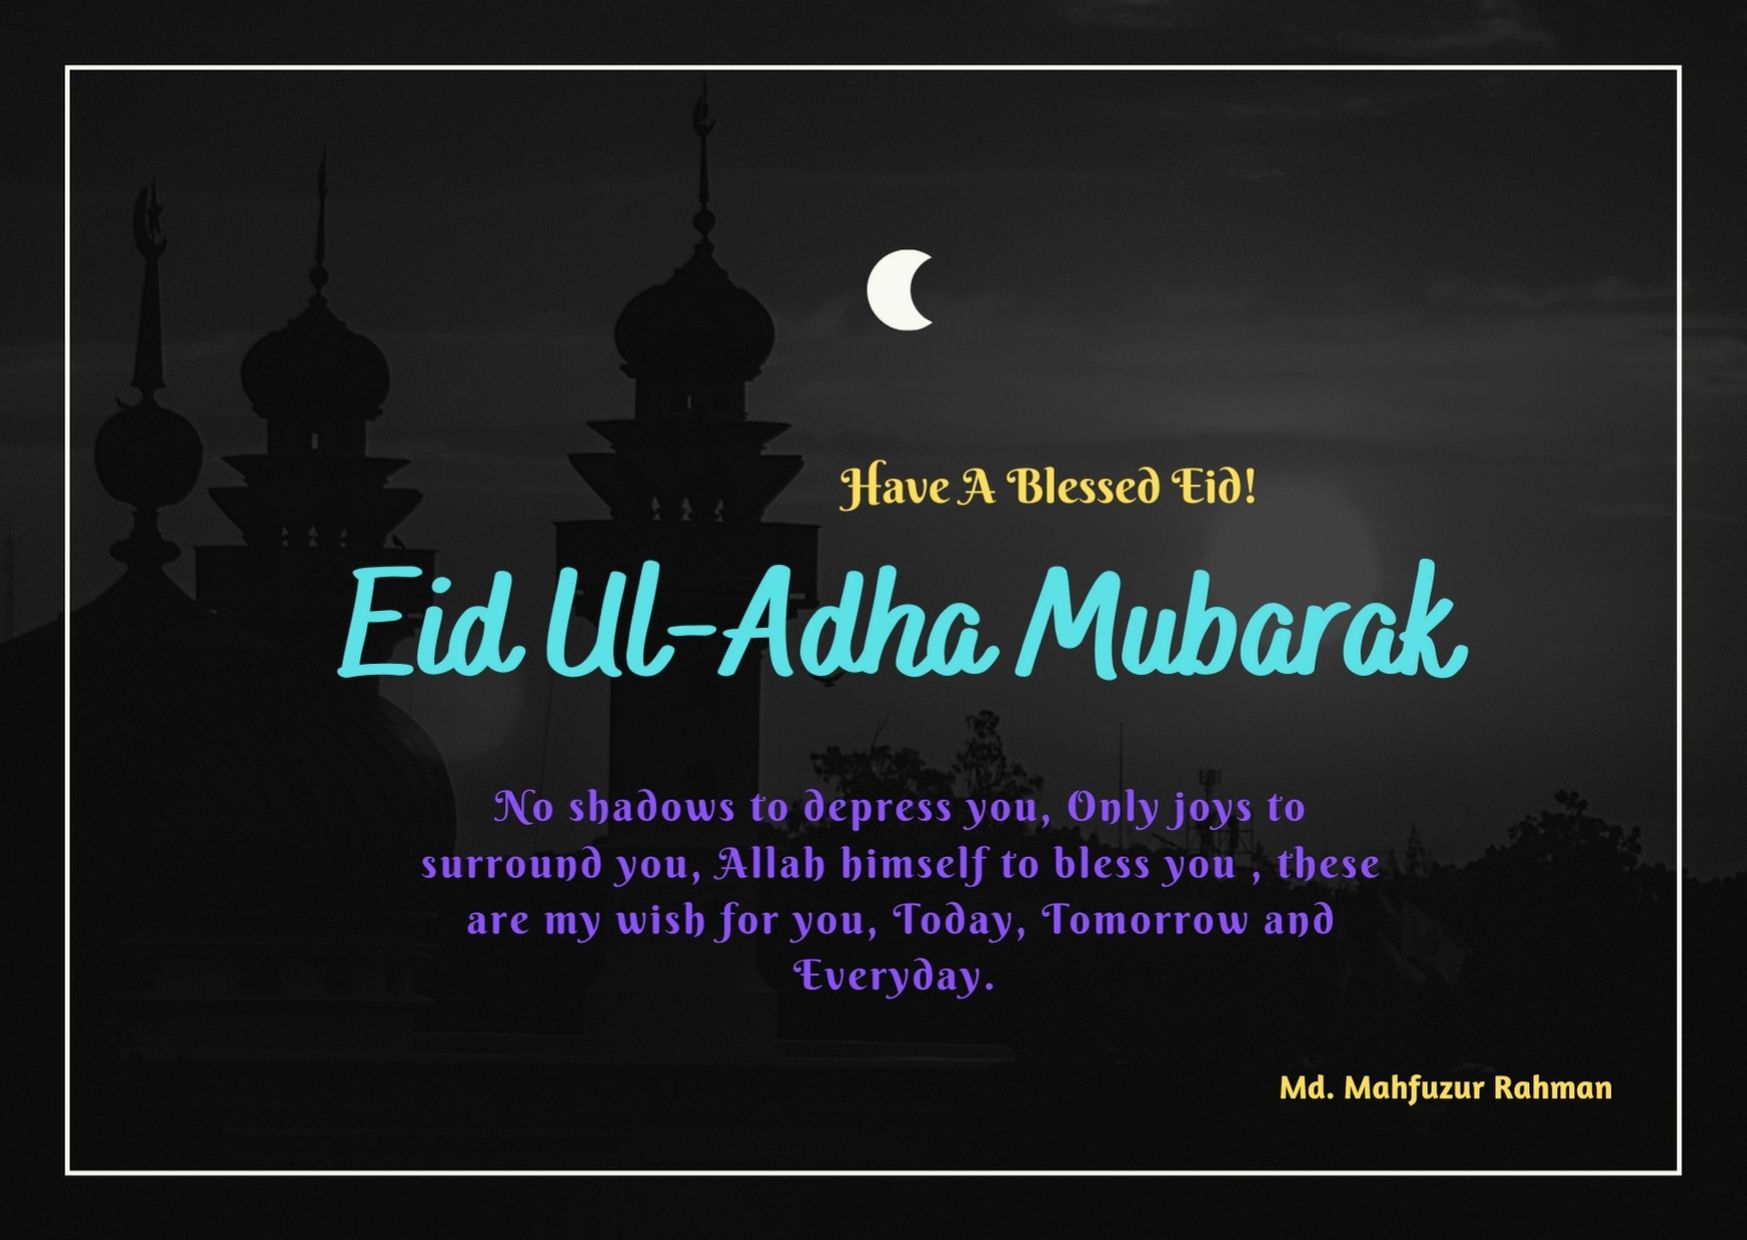 Have A Blessed Eid!
Eid Ul-Adha Mubarak
No shadows to depress you, Only joys to
surround you, Allah himself to bless you , these
are my wish for you, Today, Tomorrow and
Everyday.
Md. Mahfuzur Rahman